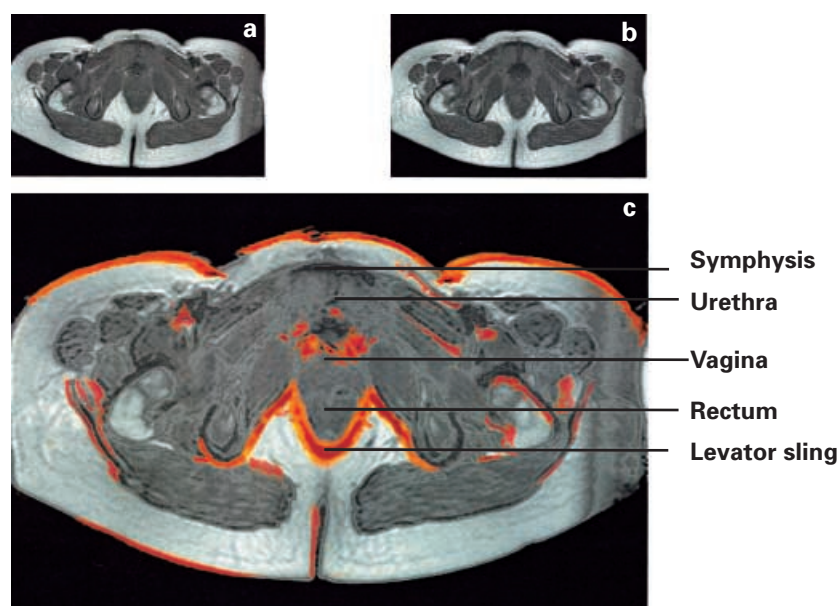 a
b
c
Symphysis
Urethra
Vagina
Rectum
Levator sling